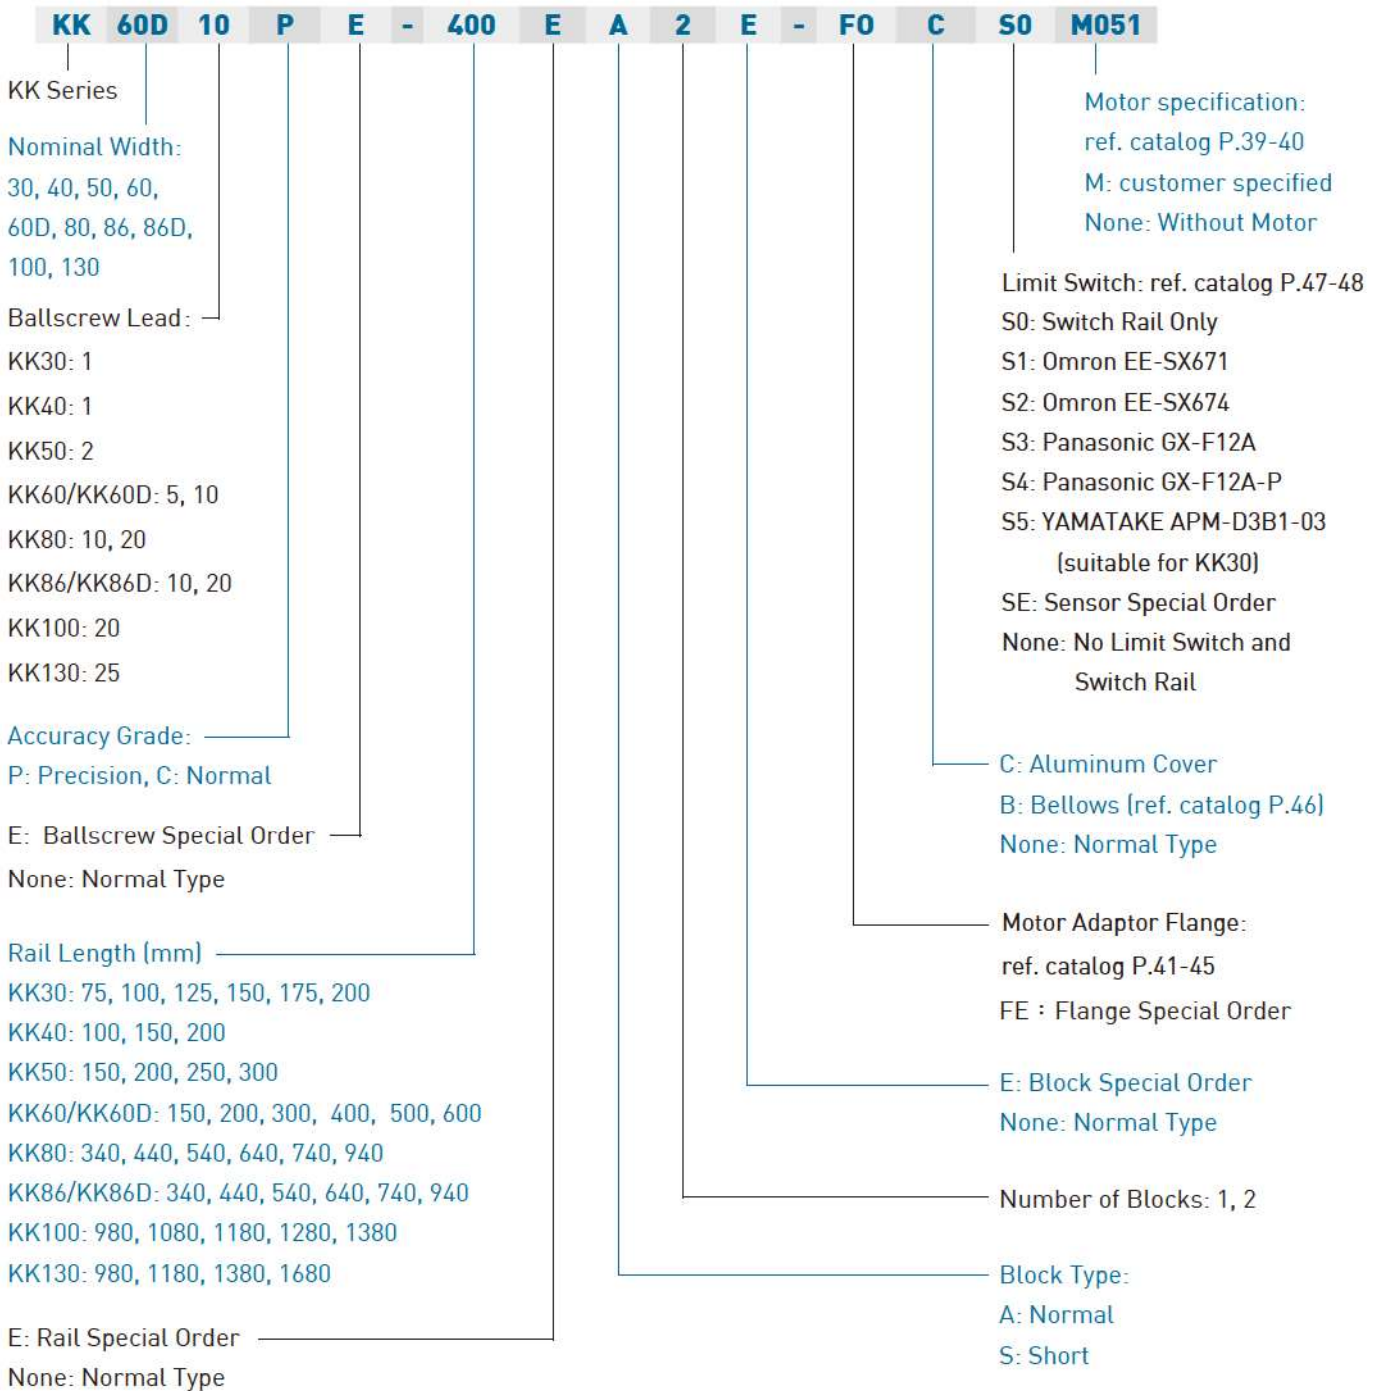 KK 60D 10 P E - 400 E A 2 E - F0 C S0 M051
KK Series
Nominal Width:
30, 40, 50, 60,
60D, 80, 86, 86D,
100, 130
Ballscrew Lead:
KK30: 1
KK40: 1
KK50: 2
KK60/KK60D: 5, 10
KK80: 10, 20
KK86/KK86D: 10, 20
KK100: 20
KK130: 25
Accuracy Grade:
P: Precision, C: Normal
E: Ballscrew Special Order
None: Normal Type
Rail Length (mm)
KK30: 75, 100, 125, 150, 175, 200
KK40: 100, 150, 200
KK50: 150, 200, 250, 300
KK60/KK60D: 150, 200, 300, 400, 500, 600
KK80: 340, 440, 540, 640, 740, 940
KK86/KK86D: 340, 440, 540, 640, 740, 940
KK100: 980, 1080, 1180, 1280, 1380
KK130: 980, 1180, 1380, 1680
E: Rail Special Order
None: Normal Type
Motor specification:
ref. catalog P.39-40
M: customer specified
None: Without Motor
Limit Switch: ref. catalog P.47-48
S0: Switch Rail Only
S1: Omron EE-SX671
S2: Omron EE-SX674
S3: Panasonic GX-F12A
S4: Panasonic GX-F12A-P
S5: YAMATAKE APM-D3B1-03
(suitable for KK30)
SE: Sensor Special Order
None: No Limit Switch and
Switch Rail
C: Aluminum Cover
B: Bellows (ref. catalog P.46)
None: Normal Type
Motor Adaptor Flange:
ref. catalog P.41-45
FE：Flange Special Order
E: Block Special Order
None: Normal Type
Number of Blocks: 1, 2
Block Type:
A: Normal
S: Short